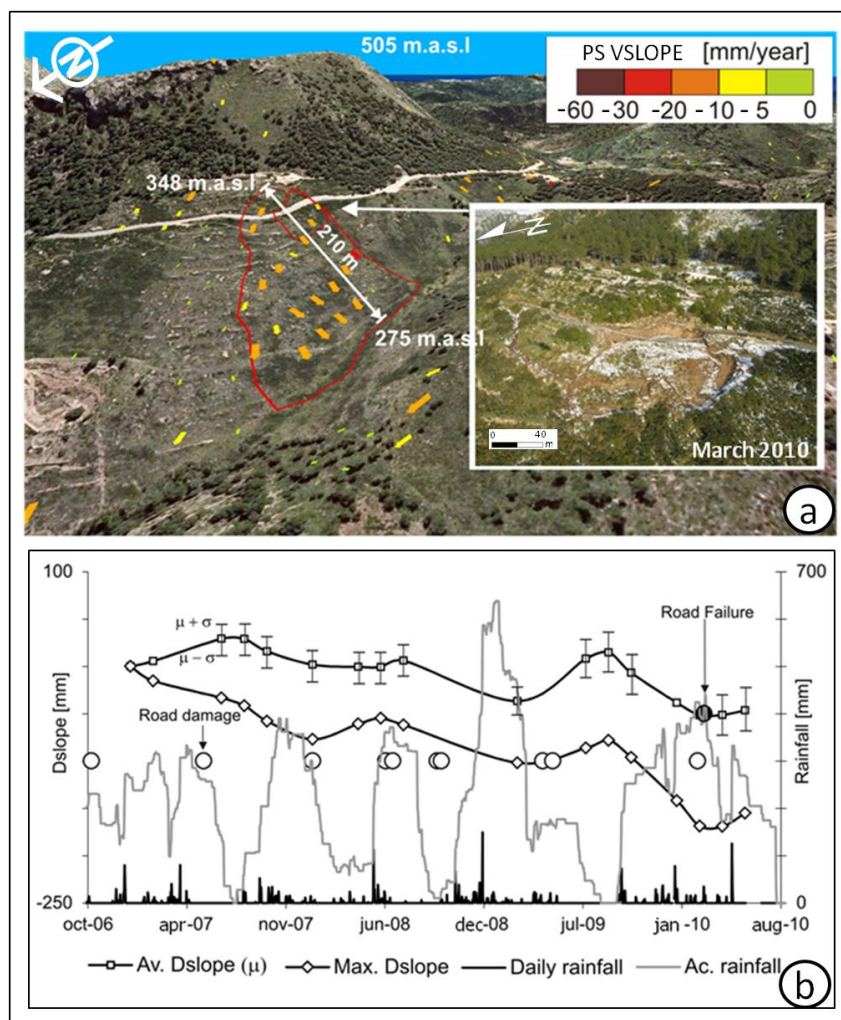 505 m.a.s.l
N
PS VSLOPE [mm/year]
-60 -30 -20 -10 -5 0
348 m.a.s.l
210 m
275 m.a.s.l
N
0 40
m
March 2010
a
100
700
μ + σ
μ – σ
Road Failure
Road damage
Dslope [mm]
Rainfall [mm]
-250
0
oct-06 apr-07 nov-07 jun-08 dec-08 jul-09 jan -10 aug-10
Av. Dslope (μ) Max. Dslope Daily rainfall Ac. rainfall
b